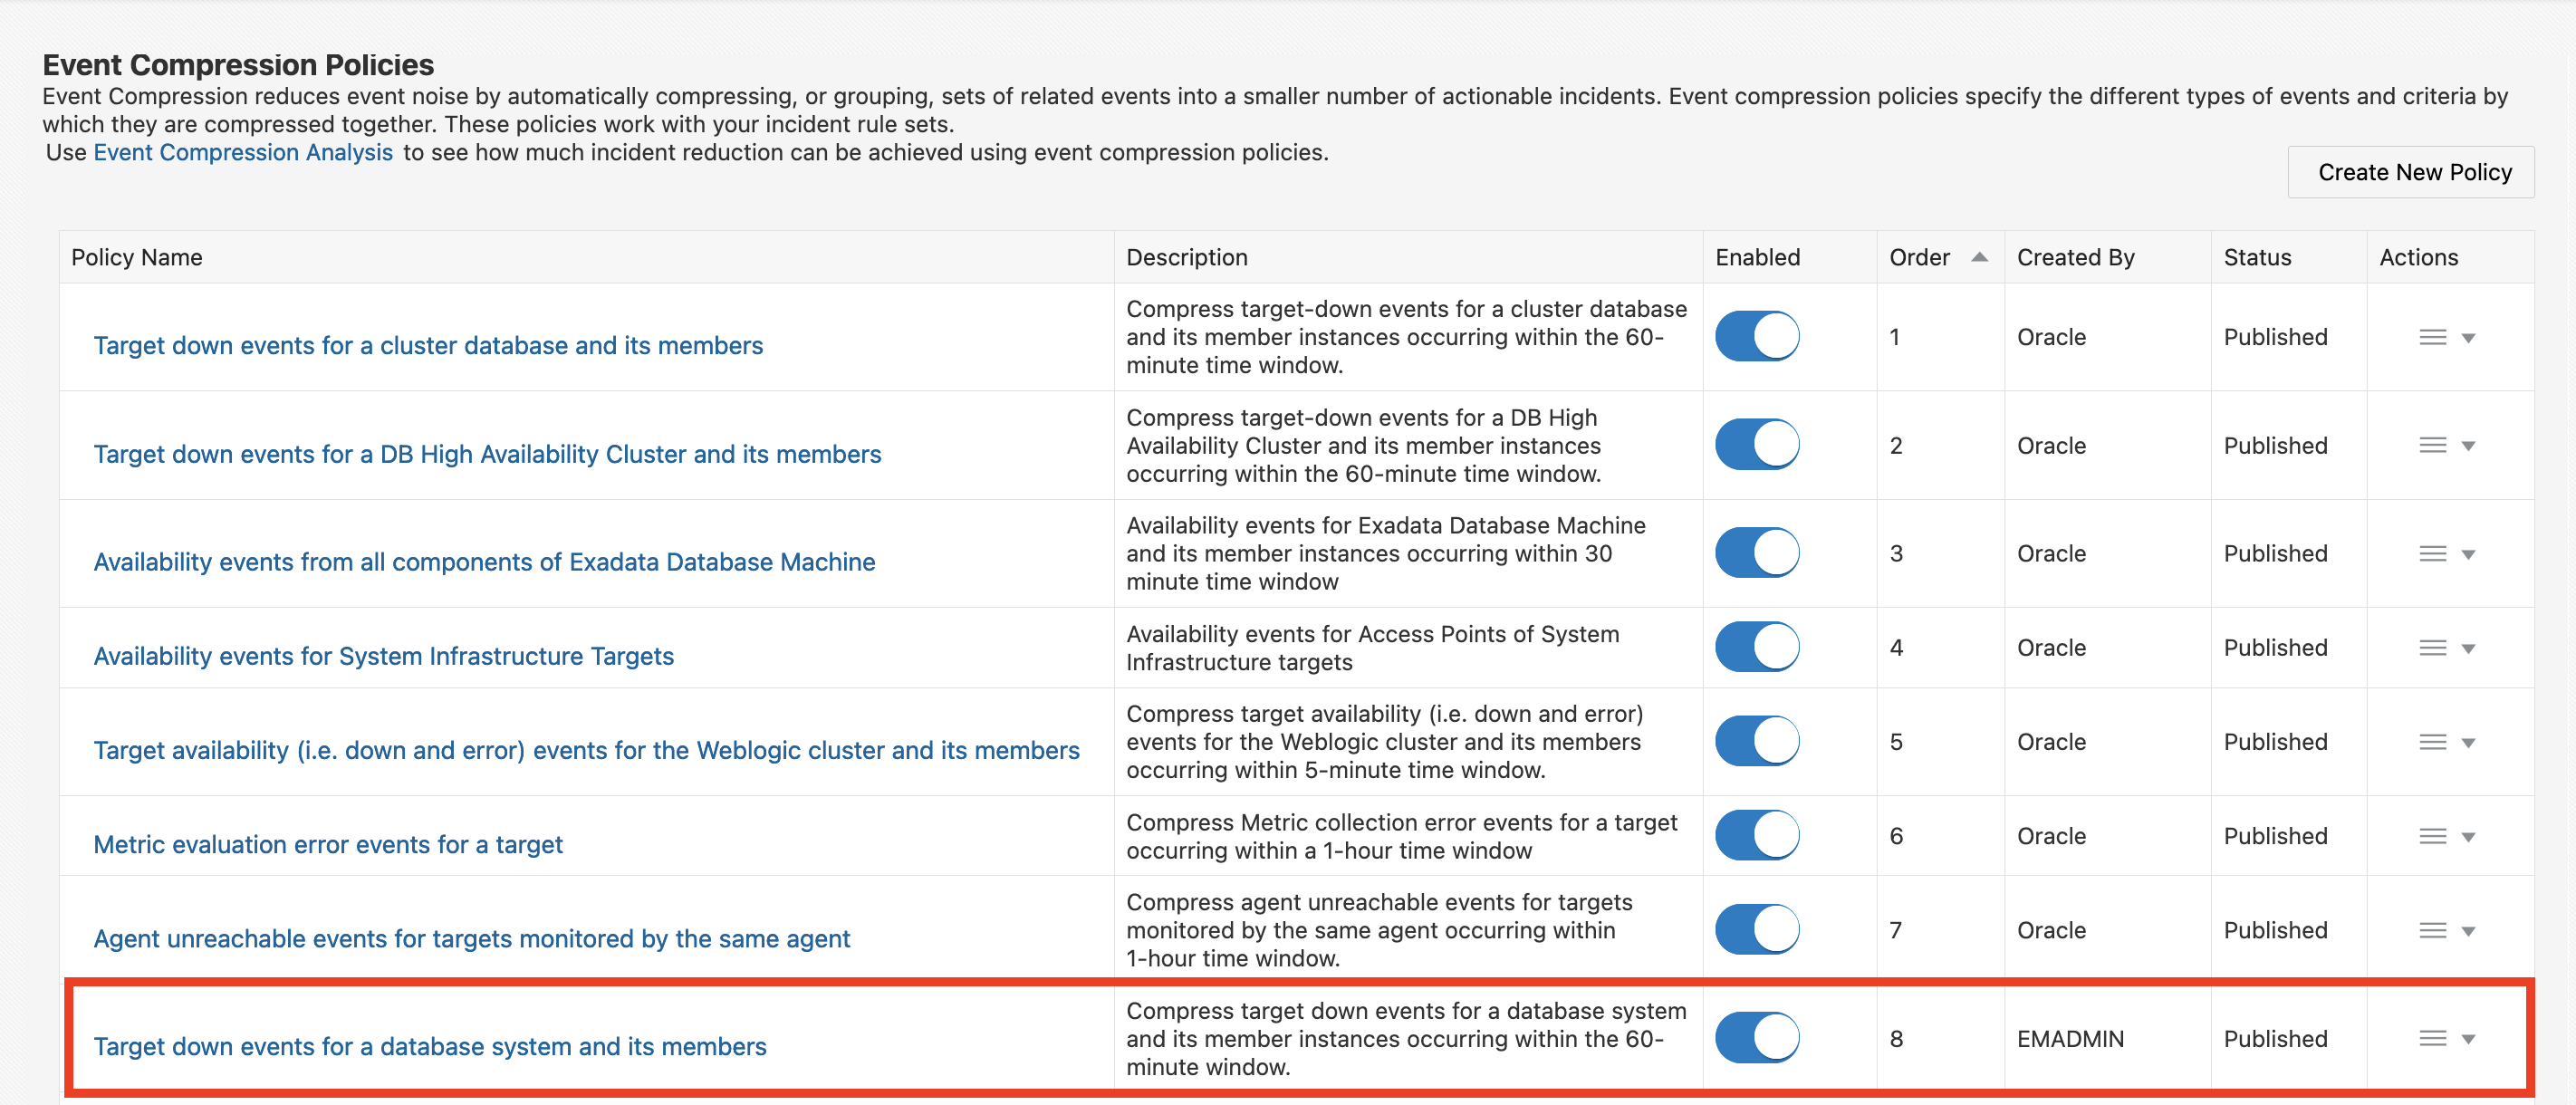 Event Compression Policies
Event Compression reduces event noise by automatically compressing, or grouping, sets of related events into a smaller number of actionable incidents. Event compression policies specify the different types of events and criteria by
which they are compressed together. These policies work with your incident rule sets.
Use Event Compression Analysis to see how much incident reduction can be achieved using event compression policies.
Create New Policy
Policy Name Description Enabled Order Created By Status Actions
Target down events for a cluster database and its members
Compress target-down events for a cluster database
and its member instances occurring within the 60-
minute time window.
1 Oracle Published
Target down events for a DB High Availability Cluster and its members
Compress target-down events for a DB High
Availability Cluster and its member instances
occurring within the 60-minute time window.
2 Oracle Published
Availability events from all components of Exadata Database Machine
Availability events for Exadata Database Machine
and its member instances occurring within 30
minute time window
3 Oracle Published
Availability events for System Infrastructure Targets
Availability events for Access Points of System
Infrastructure targets
4 Oracle Published
Target availability (i.e. down and error) events for the Weblogic cluster and its members
Compress target availability (i.e. down and error)
events for the Weblogic cluster and its members
occurring within 5-minute time window.
5 Oracle Published
Metric evaluation error events for a target
Compress Metric collection error events for a target
occurring within a 1-hour time window
6 Oracle Published
Agent unreachable events for targets monitored by the same agent
Compress agent unreachable events for targets
monitored by the same agent occurring within
1-hour time window.
7 Oracle Published
Target down events for a database system and its members
Compress target down events for a database system
and its member instances occurring within the 60-
minute window.
8 EMADMIN Published